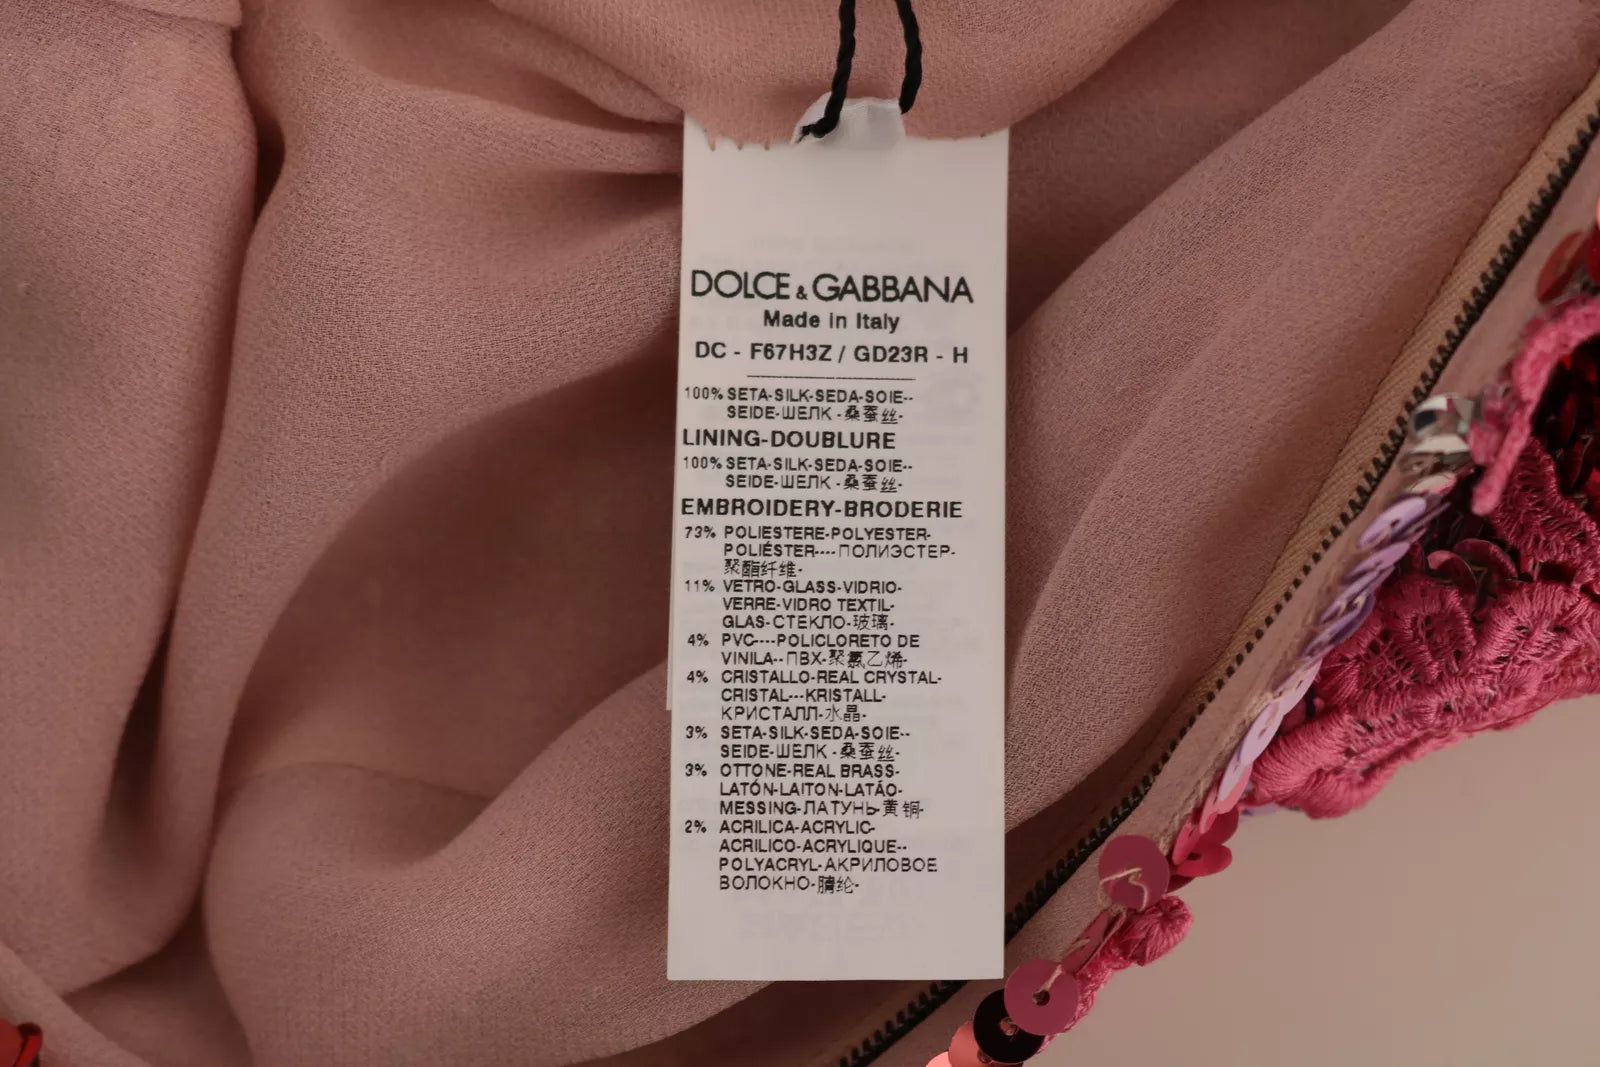 DOLCE & GABBANA
Made in Italy
DC - F67H3Z / GD23R - H
100% SETA-SILK-SEDA-SOIE--
SEIDE-ШЕЛК -桑蚕丝-
LINING-DOUBLURE
100% SETA-SILK-SEDA-SOIE--
SEIDE-ШЕЛК -桑蚕丝-
EMBROIDERY-BRODERIE
73% POLIESTERE-POLYESTER-
POLIÉSTER----ПОЛИЭСТЕР-
聚酯纤维-
11% VETRO-GLASS-VIDRIO-
VERRE-VIDRO TEXTIL-
GLAS-СТЕКЛО-玻璃-
4% PVC----POLICLORETO DE
VINILA--ПВХ-聚氯乙烯-
4% CRISTALLO-REAL CRYSTAL-
CRISTAL---KRISTALL-
КРИСТАЛЛ-水晶-
3% SETA-SILK-SEDA-SOIE--
SEIDE-ШЕЛК -桑蚕丝-
3% OTTONE-REAL BRASS-
LATÓN-LAITON-LATÃO-
MESSING-ЛАТУНЬ-黄铜-
2% ACRILICA-ACRYLIC-
ACRILICO-ACRYLIQUE--
POLYACRYL-АКРИЛОВОЕ
ВОЛОКНО-腈纶-